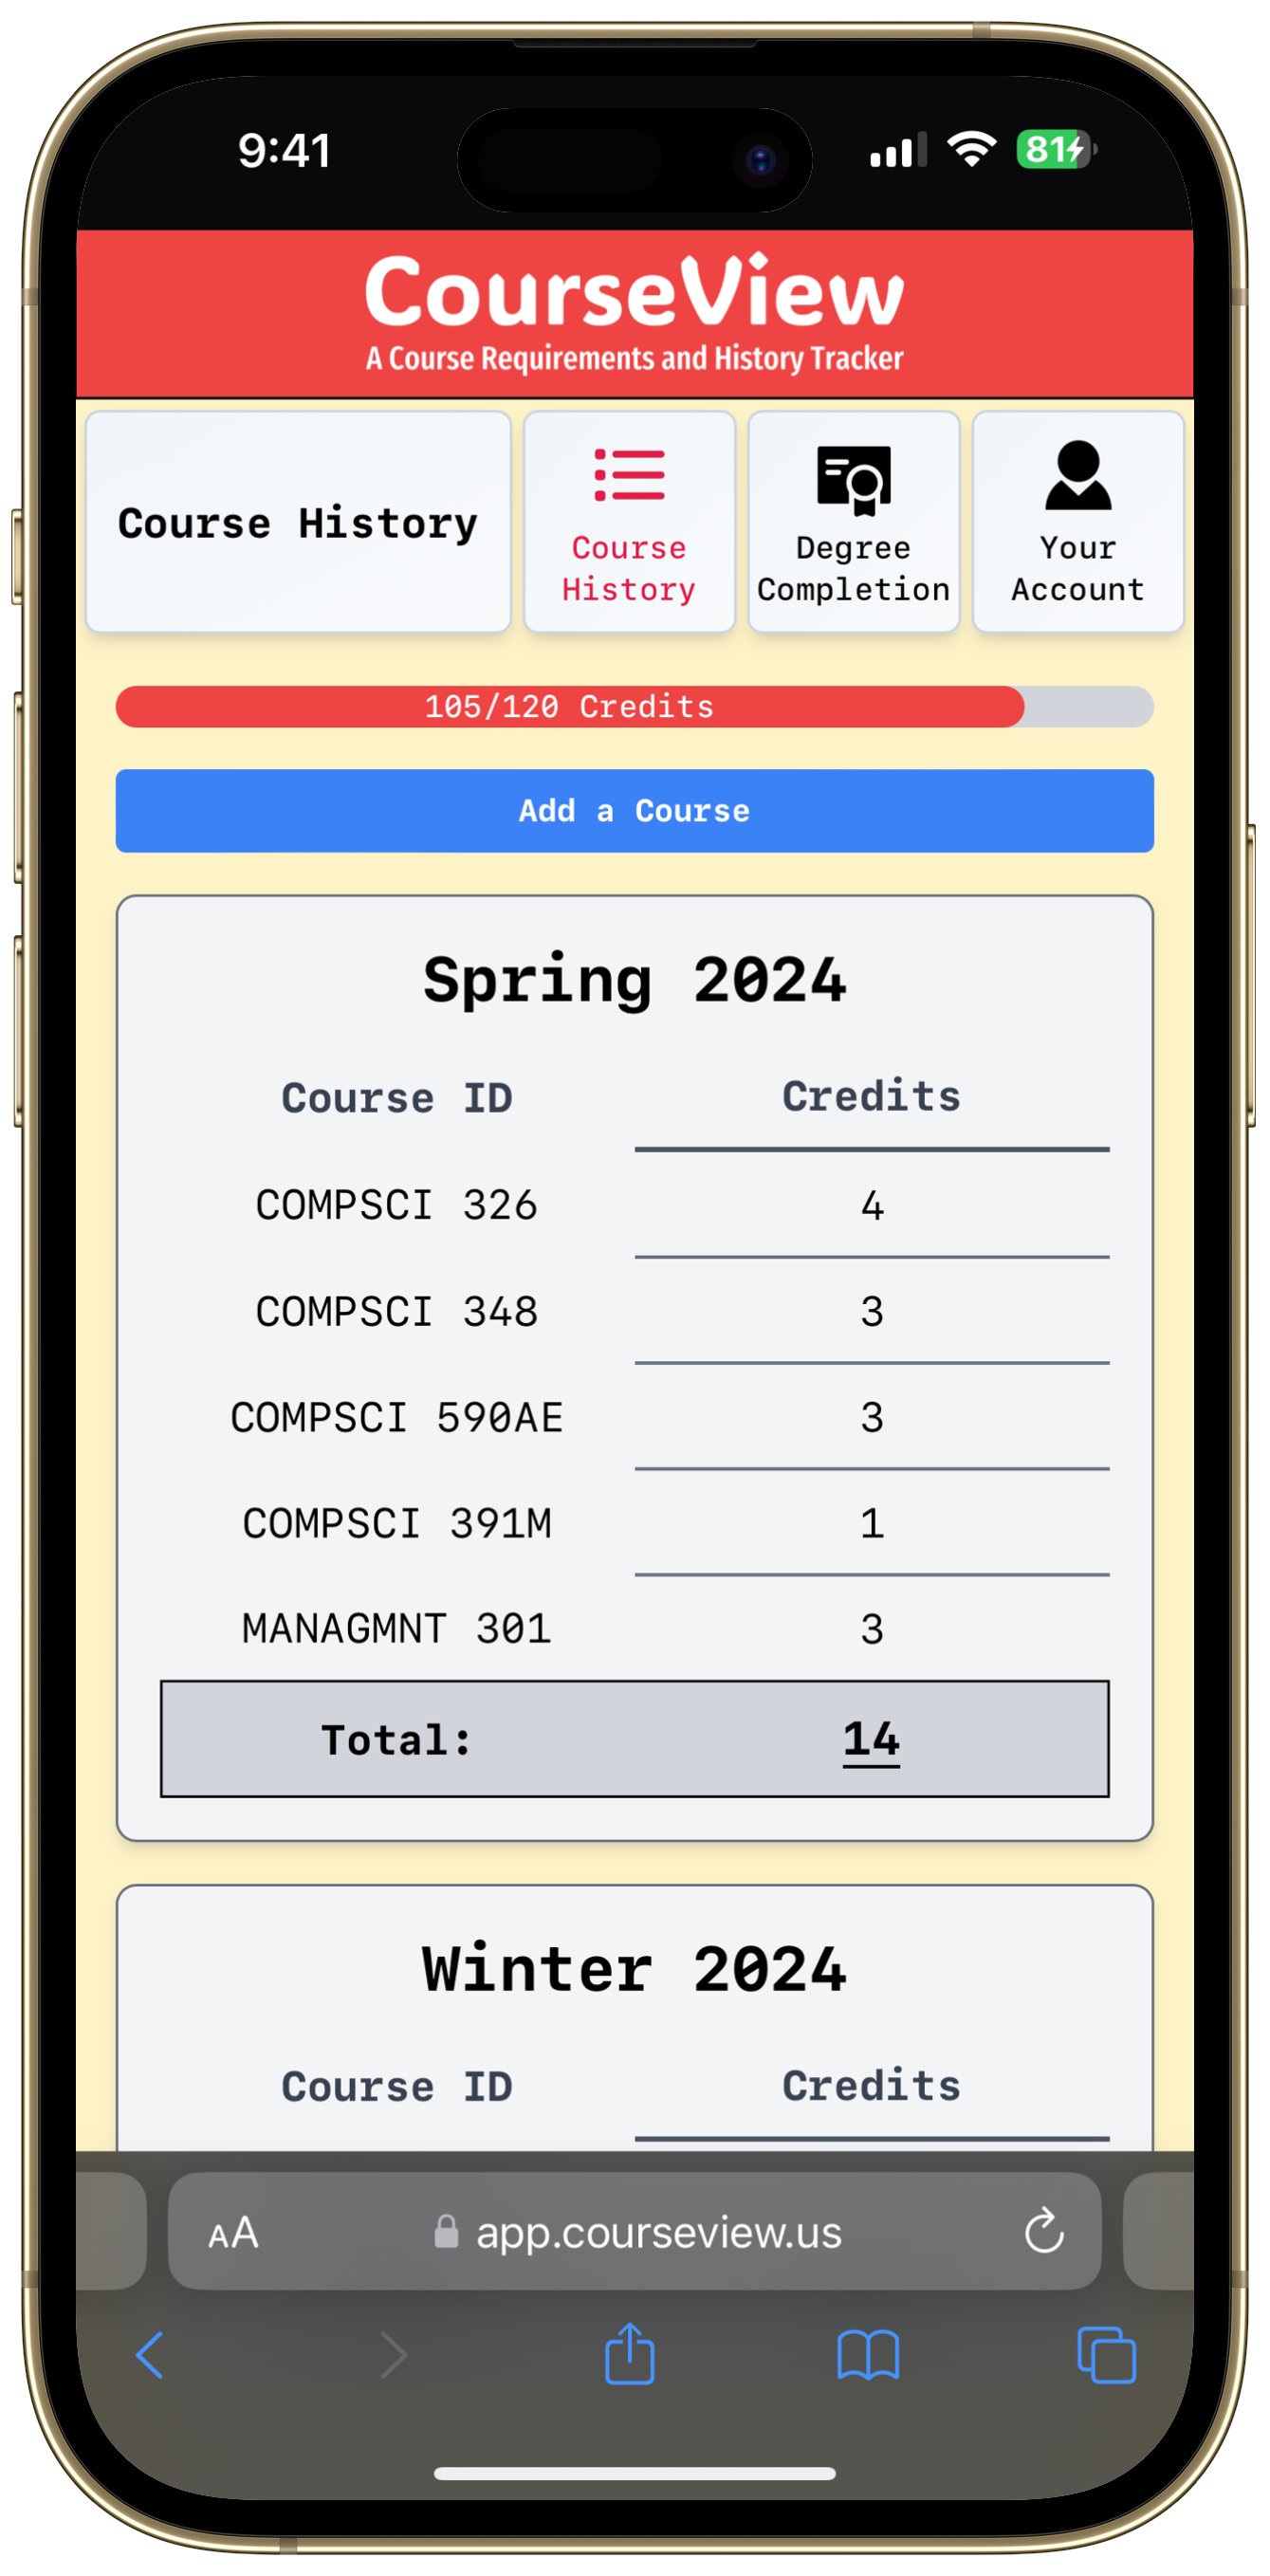 9:41
81
CourseView
A Course Requirements and History Tracker
Course History
Course
History
Degree
Completion
Your
Account
105/120 Credits
Add a Course
Spring 2024
Course ID Credits
COMPSCI 326 4
COMPSCI 348 3
COMPSCI 590AE 3
COMPSCI 391M 1
MANAGMNT 301 3
Total: 14
Winter 2024
Course ID Credits
AA app.courseview.us